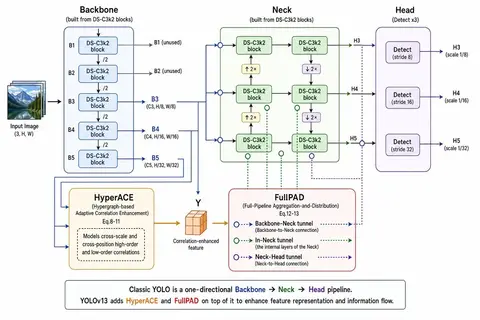 Backbone
(built from DS-C3k2 blocks)
Neck
(built from DS-C3k2 blocks)
Head
(Detect x3)
Input Image
(3, H, W)
B1
DS-C3k2
block
B1 (unused)
/2
B2
DS-C3k2
block
B2 (unused)
/2
B3
DS-C3k2
block
B3
(C3, H/8, W/8)
/2
B4
DS-C3k2
block
B4
(C4, H/16, W/16)
/2
B5
DS-C3k2
block
B5
(C5, H/32, W/32)
DS-C3k2
block
DS-C3k2
block
H3
↑ 2×
↓ 2×
DS-C3k2
block
DS-C3k2
block
H4
↑ 2×
↓ 2×
DS-C3k2
block
DS-C3k2
block
H5
Detect
(stride 8)
H3
(scale 1/8)
Detect
(stride 16)
H4
(scale 1/16)
Detect
(stride 32)
H5
(scale 1/32)
HyperACE
(Hypergraph-based
Adaptive Correlation Enhancement)
Eq.8-11
Models cross-scale and
cross-position high-order
and low-order correlations
Y
Correlation-enhanced
feature
FullPAD
(Full-Pipeline Aggregation-and-Distribution)
Eq.12-13
Backbone-Neck tunnel
(Backbone-to-Neck connection)
In-Neck tunnel
(the internal layers of the Neck)
Neck-Head tunnel
(Neck-to-Head connection)
Classic YOLO is a one-directional Backbone → Neck → Head pipeline.
YOLOv13 adds HyperACE and FullPAD on top of it to enhance feature representation and information flow.